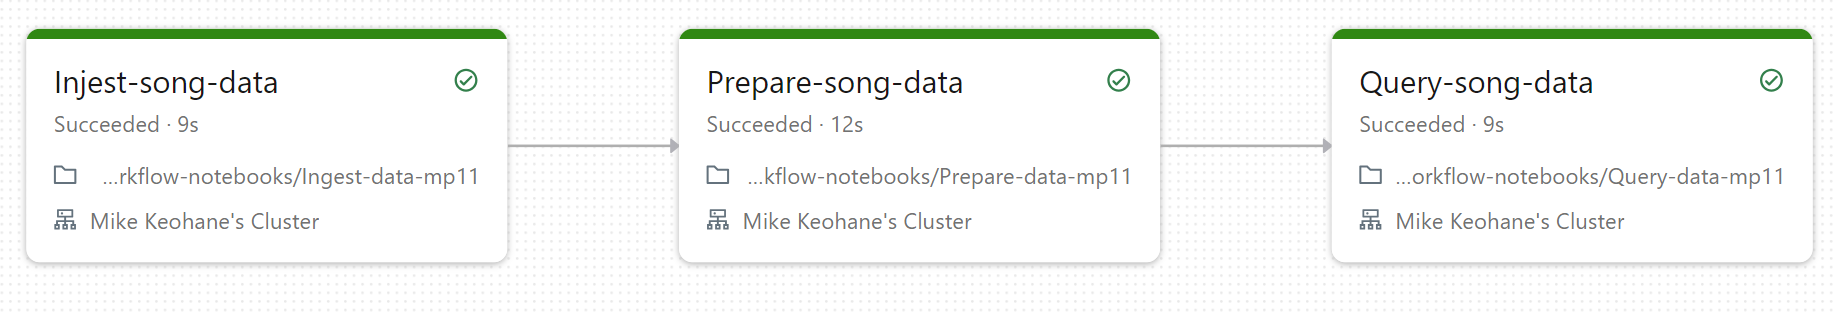 Injest-song-data
Succeeded · 9s
...rkflow-notebooks/Ingest-data-mp11
Mike Keohane's Cluster
Prepare-song-data
Succeeded · 12s
...kflow-notebooks/Prepare-data-mp11
Mike Keohane's Cluster
Query-song-data
Succeeded · 9s
...orkflow-notebooks/Query-data-mp11
Mike Keohane's Cluster